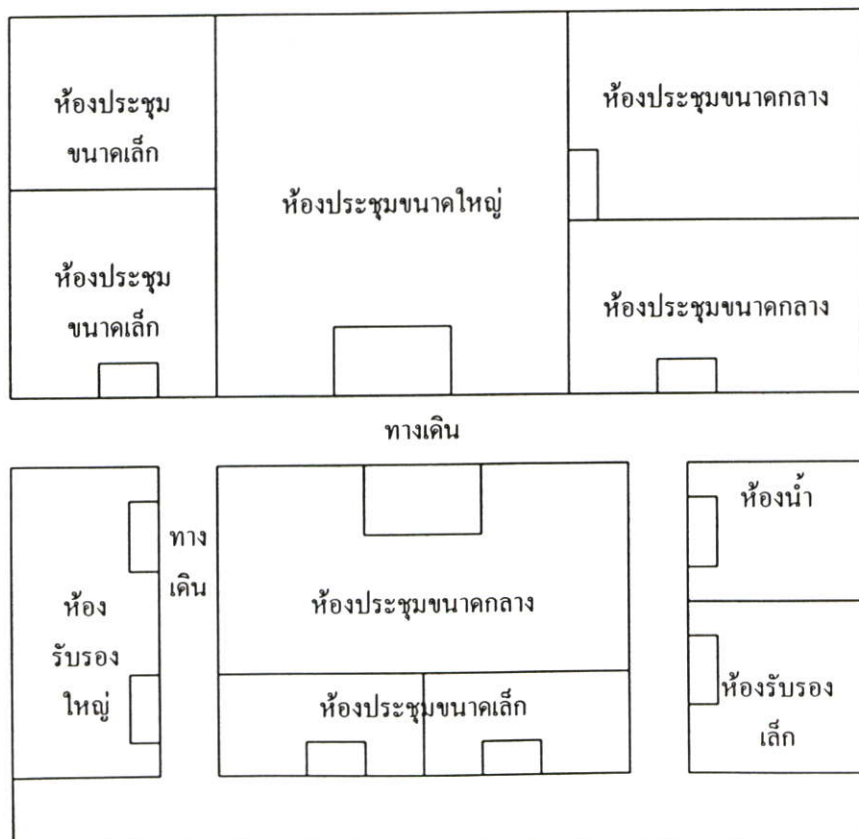 ห้องประชุม
ขนาดเล็ก
ห้องประชุมขนาดใหญ่
ห้องประชุมขนาดกลาง
ห้องประชุม
ขนาดเล็ก
ห้องประชุมขนาดกลาง
ทางเดิน
ห้อง
รับรอง
ใหญ่
ทาง
เดิน
ห้องประชุมขนาดกลาง
ห้องประชุมขนาดเล็ก
ห้องน้ำ
ห้องรับรอง
เล็ก